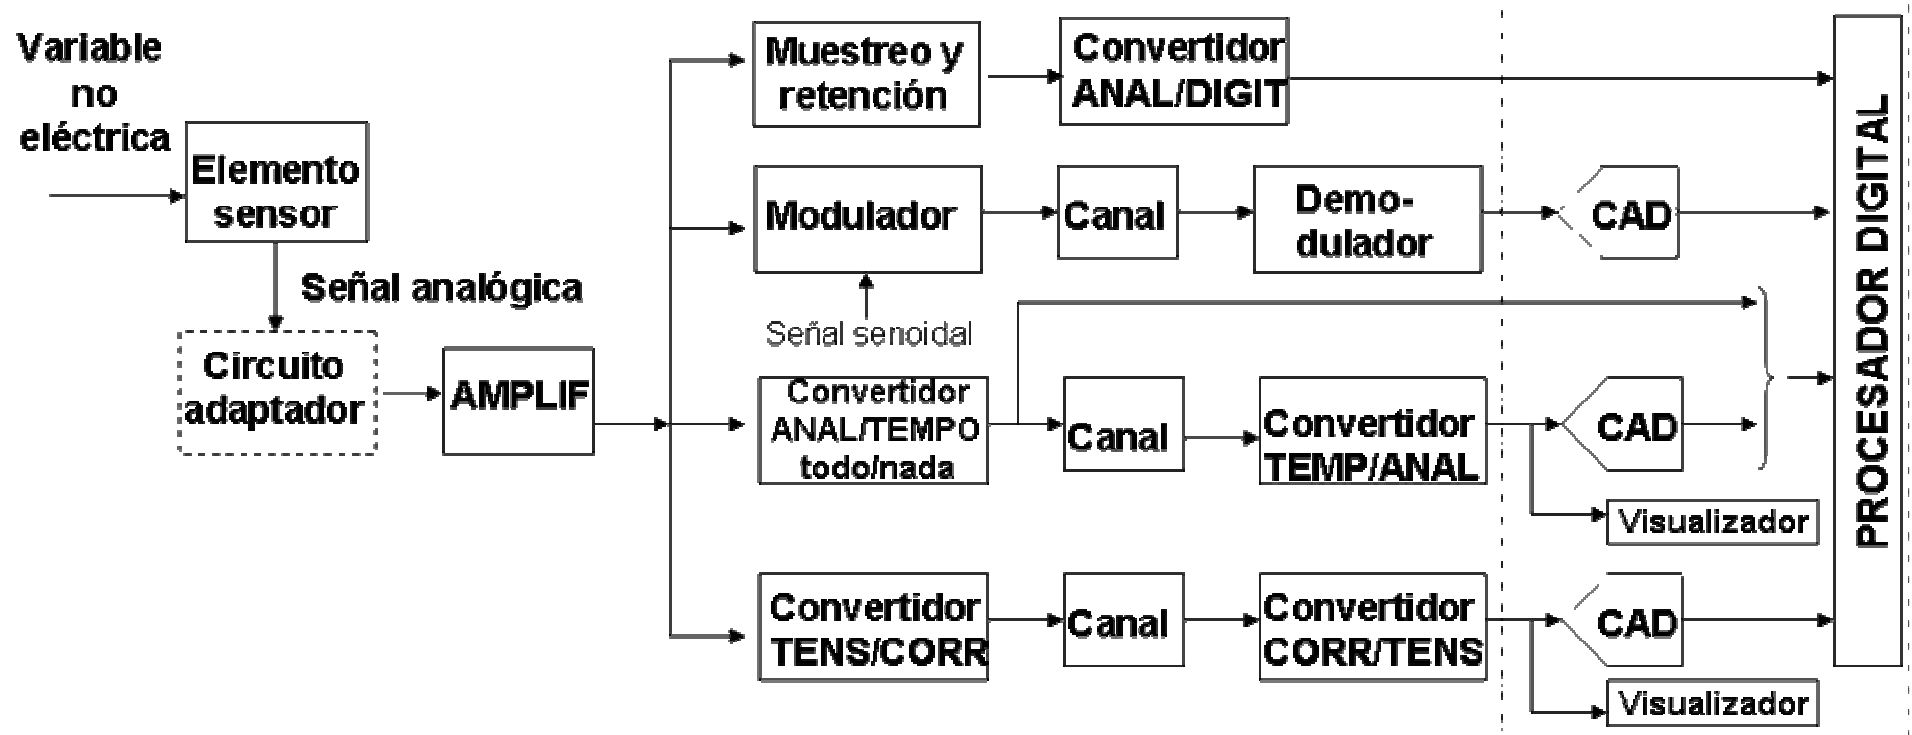 Variable
no
eléctrica
Elemento
sensor
Señal analógica
Circuito
adaptador
AMPLIF
Muestreo y
retención
Convertidor
ANAL/DIGIT
Modulador
Señal senoidal
Canal
Demo-
dulador
CAD
Convertidor
ANAL/TEMPO
todo/nada
Canal
Convertidor
TEMP/ANAL
CAD
Visualizador
Convertidor
TENS/CORR
Canal
Convertidor
CORR/TENS
CAD
Visualizador
PROCESADOR DIGITAL